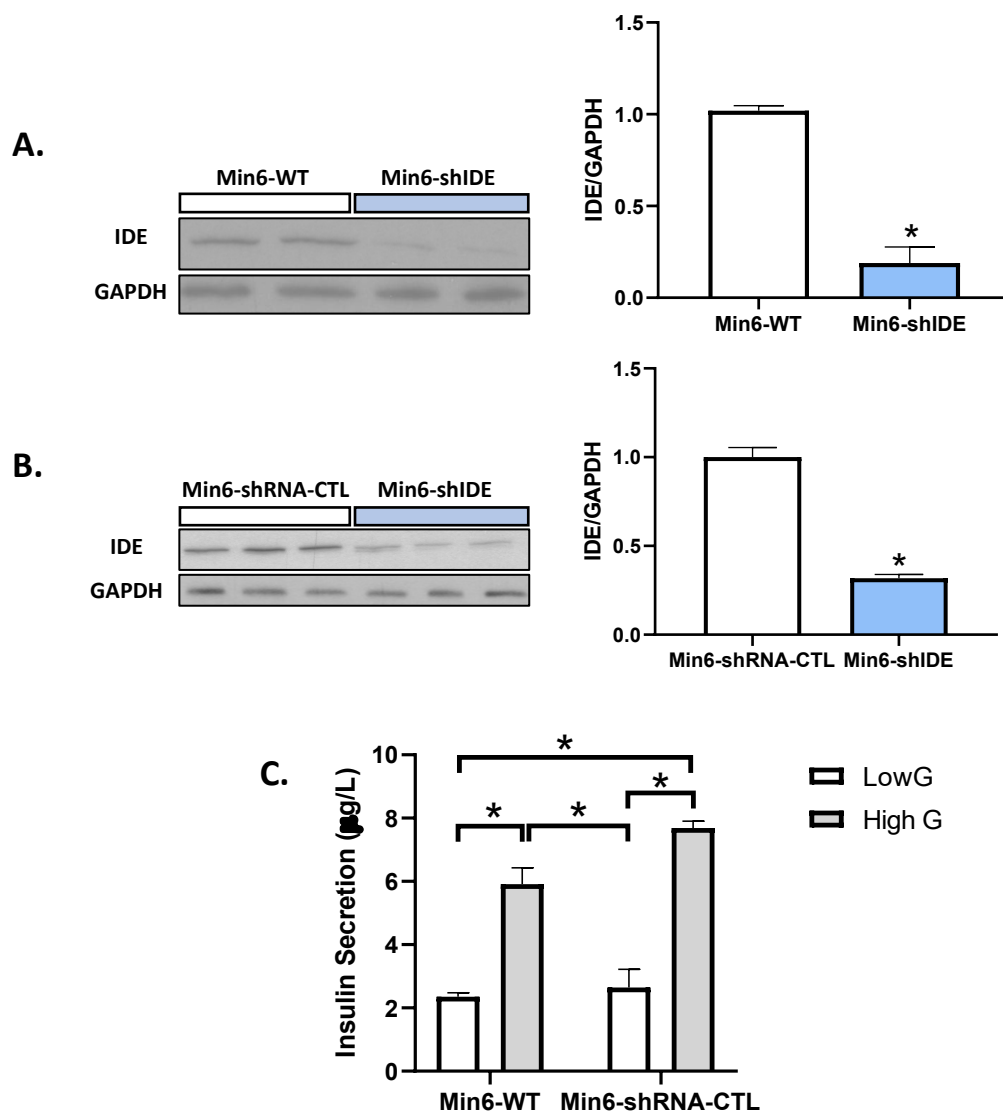 A.
Min6-WT Min6-shIDE
IDE
GAPDH
1.5
1.0
0.5
0.0
IDE/GAPDH
*
Min6-WT Min6-shIDE
B.
Min6-shRNA-CTL Min6-shIDE
IDE
GAPDH
1.5
1.0
0.5
0.0
IDE/GAPDH
*
Min6-shRNA-CTL Min6-shIDE
C.
10
8
6
4
2
0
Insulin Secretion (g/L)
*
* * *
LowG
High G
Min6-WT Min6-shRNA-CTL